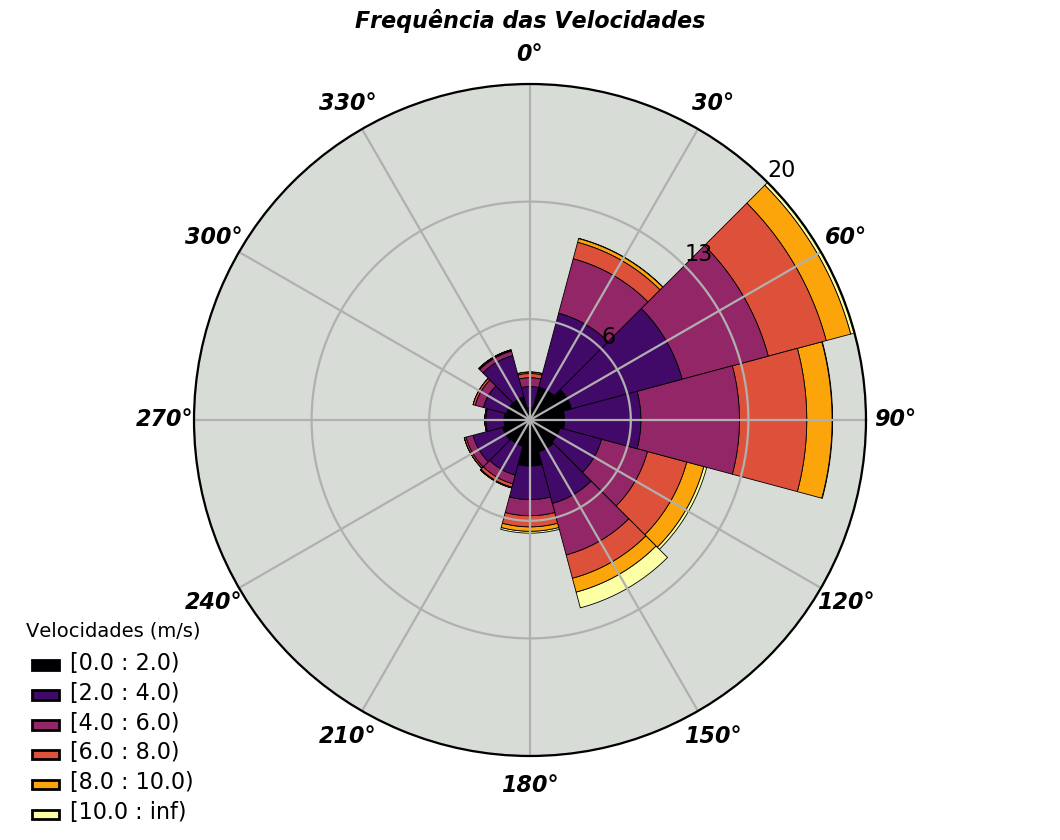 Frequência das Velocidades
0°
330°
30°
20
300°
60°
13
6
270°
90°
240°
120°
210°
150°
180°
Velocidades (m/s)
[0.0 : 2.0)
[2.0 : 4.0)
[4.0 : 6.0)
[6.0 : 8.0)
[8.0 : 10.0)
[10.0 : inf)